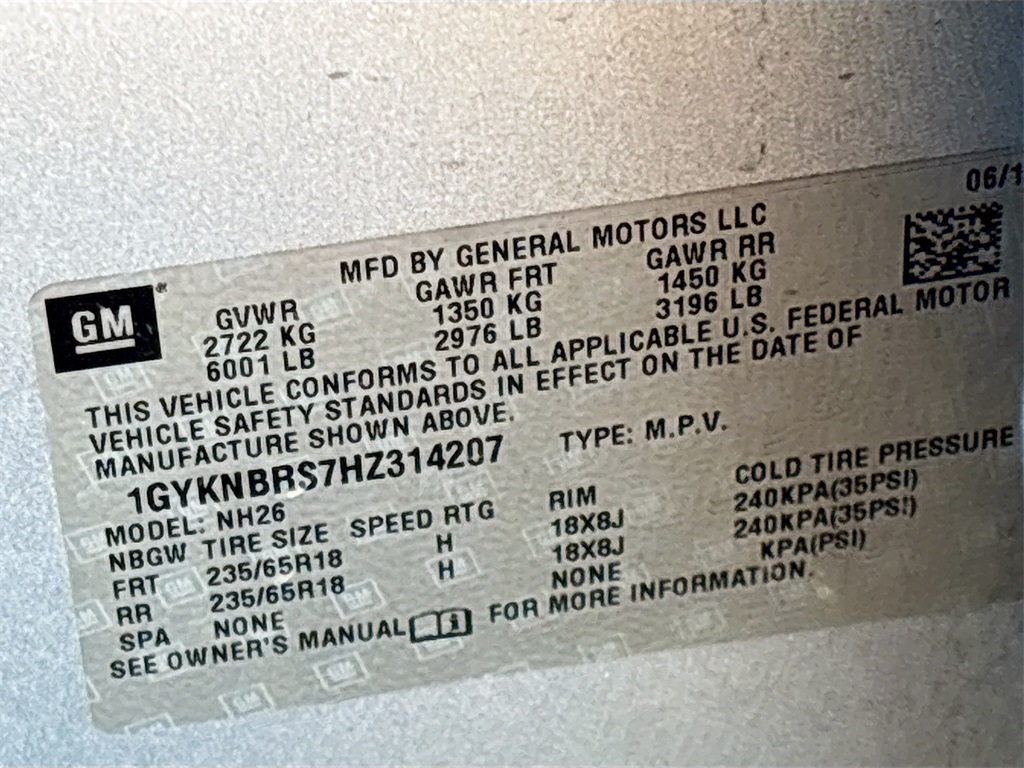 06/1
MFD BY GENERAL MOTORS LLC
GM
GVWR GAWR FRT GAWR RR
2722 KG 1350 KG 1450 KG
6001 LB 2976 LB 3196 LB
THIS VEHICLE CONFORMS TO ALL APPLICABLE U.S. FEDERAL MOTOR
VEHICLE SAFETY STANDARDS IN EFFECT ON THE DATE OF
MANUFACTURE SHOWN ABOVE.
1GYKNBRS7HZ314207 TYPE: M.P.V.
MODEL: NH26
NBGW TIRE SIZE SPEED RTG RIM COLD TIRE PRESSURE
FRT 235/65R18 H 18X8J 240KPA(35PSI)
RR 235/65R18 H 18X8J 240KPA(35PSI)
SPA NONE NONE KPA(PSI)
SEE OWNER'S MANUAL FOR MORE INFORMATION.